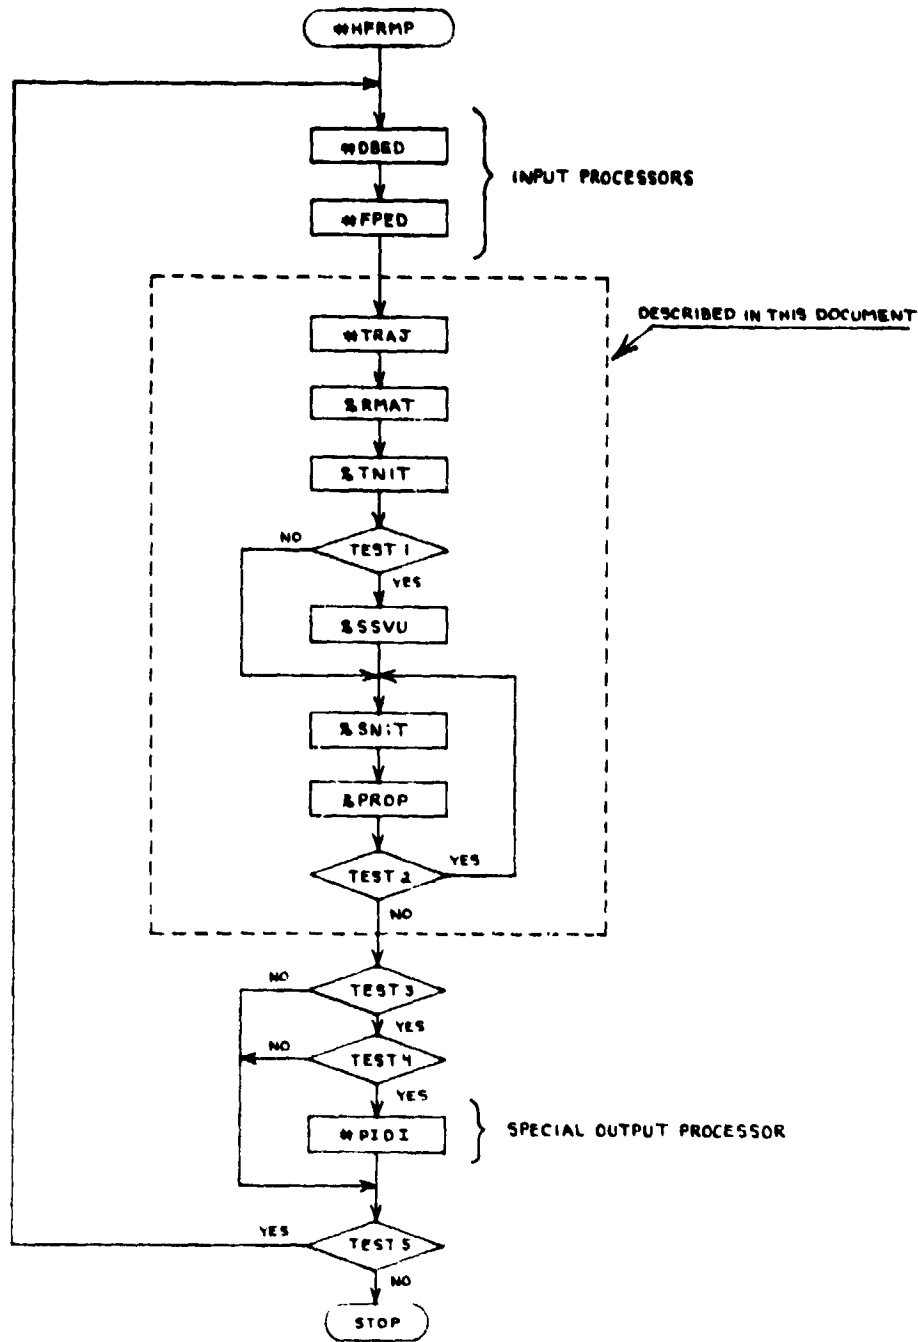 #HFRMP
#DBED
INPUT PROCESSORS
#FPED
DESCRIBED IN THIS DOCUMENT
#TRAJ
%RMAT
%TNIT
NO
TEST 1
YES
%SSVU
%SNIT
%PROP
YES
TEST 2
NO
NO
TEST 3
YES
NO
TEST 4
YES
#PIDI
SPECIAL OUTPUT PROCESSOR
YES
TEST 5
NO
STOP